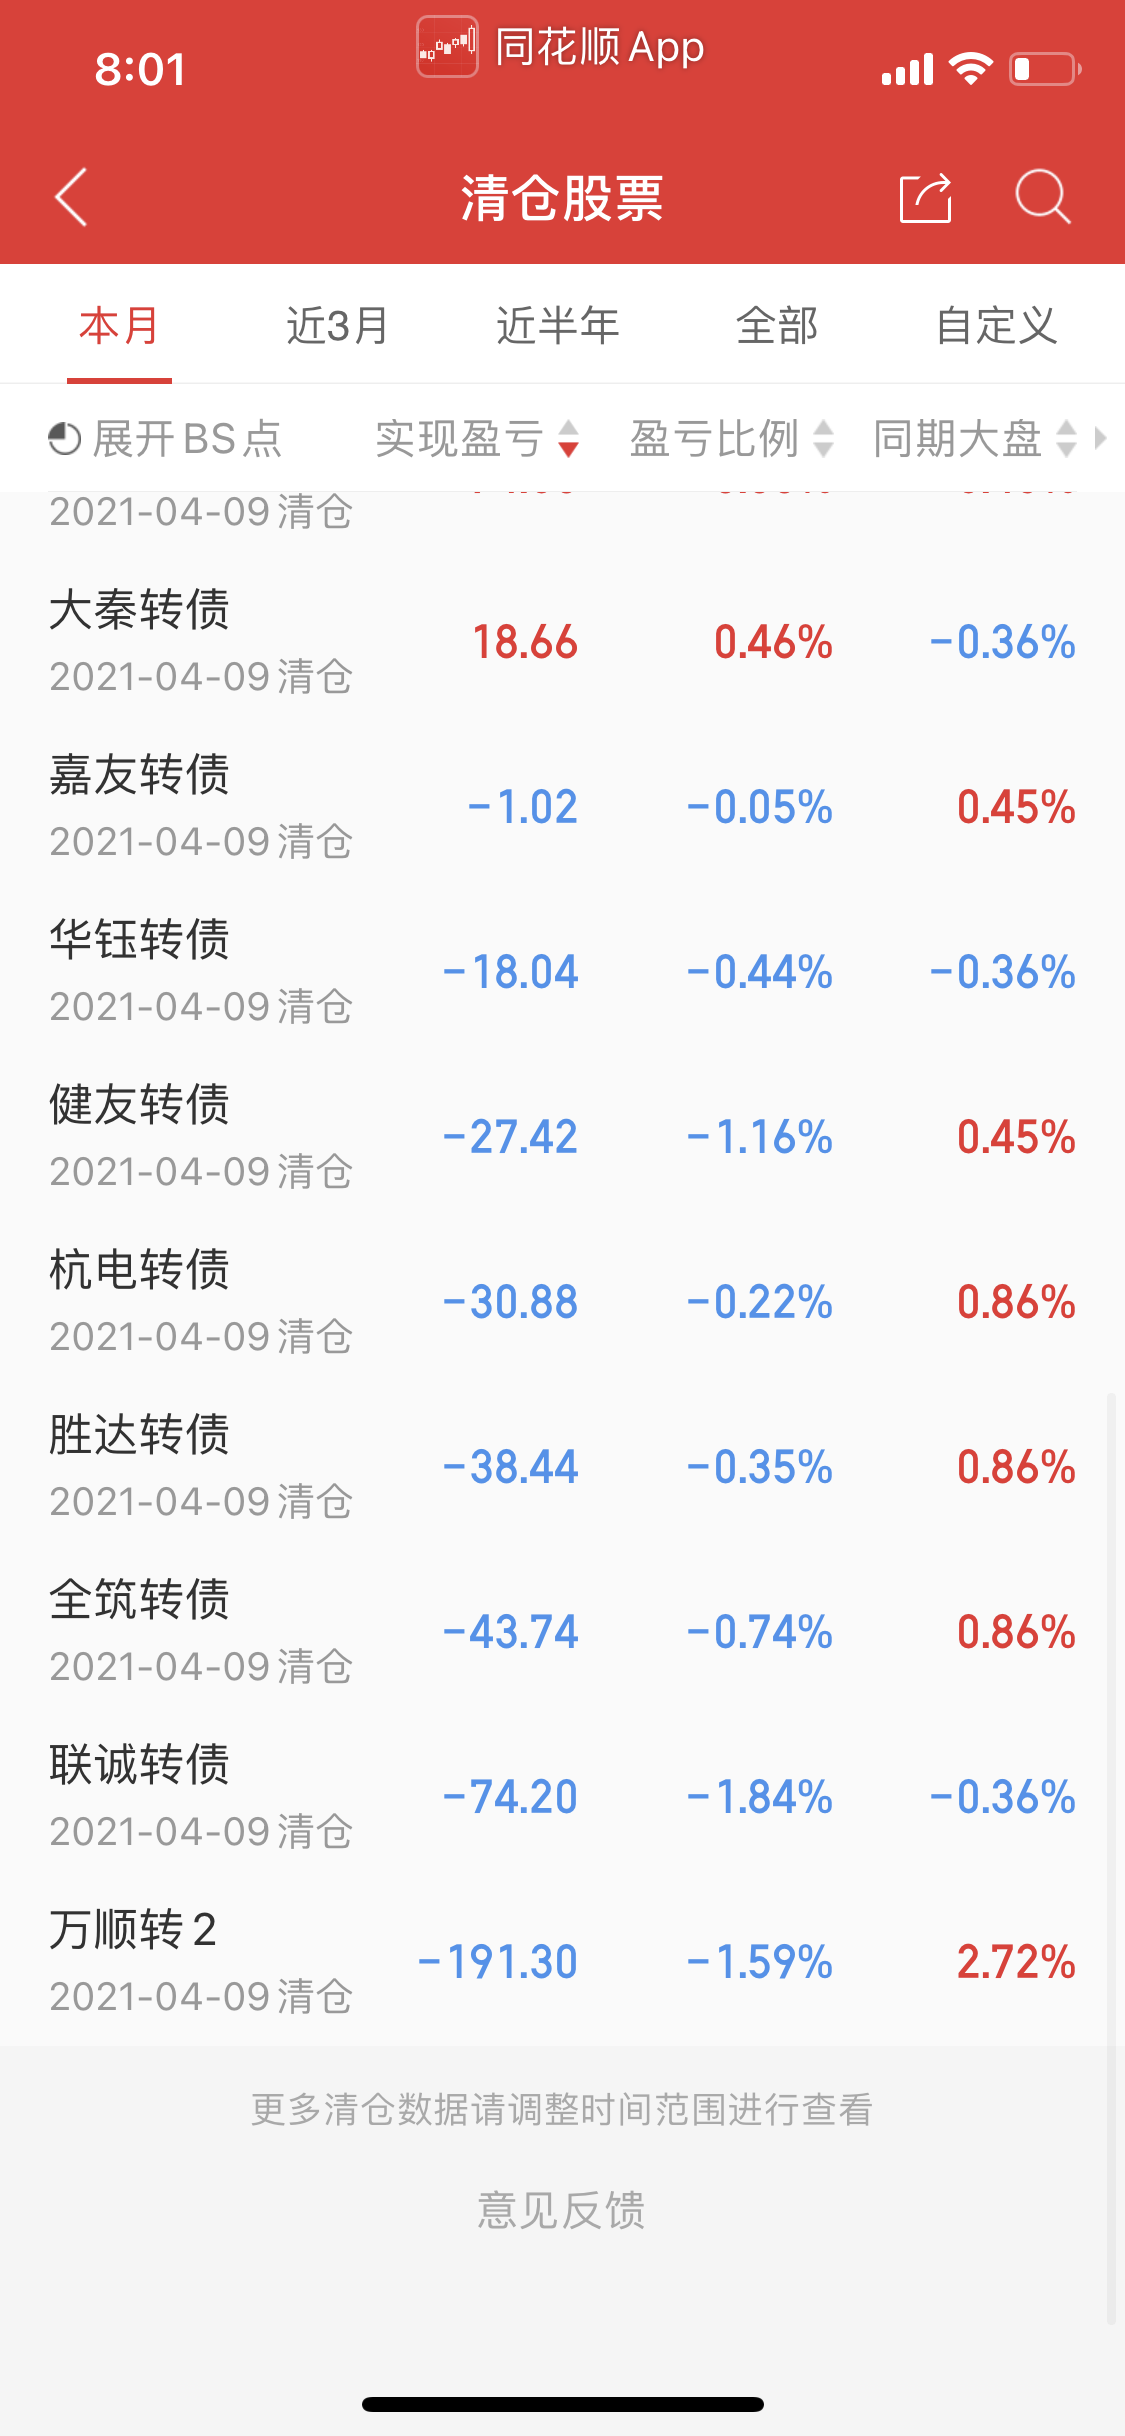 8:01
同花顺App
清仓股票
本月 近3月 近半年 全部 自定义
展开BS点 实现盈亏 盈亏比例 同期大盘
2021-04-09清仓
大秦转债
18.66 0.46% -0.36%
2021-04-09清仓
嘉友转债
-1.02 -0.05% 0.45%
2021-04-09清仓
华钰转债
-18.04 -0.44% -0.36%
2021-04-09清仓
健友转债
-27.42 -1.16% 0.45%
2021-04-09清仓
杭电转债
-30.88 -0.22% 0.86%
2021-04-09清仓
胜达转债
-38.44 -0.35% 0.86%
2021-04-09清仓
全筑转债
-43.74 -0.74% 0.86%
2021-04-09清仓
联诚转债
-74.20 -1.84% -0.36%
2021-04-09清仓
万顺转2
-191.30 -1.59% 2.72%
2021-04-09清仓
更多清仓数据请调整时间范围进行查看
意见反馈